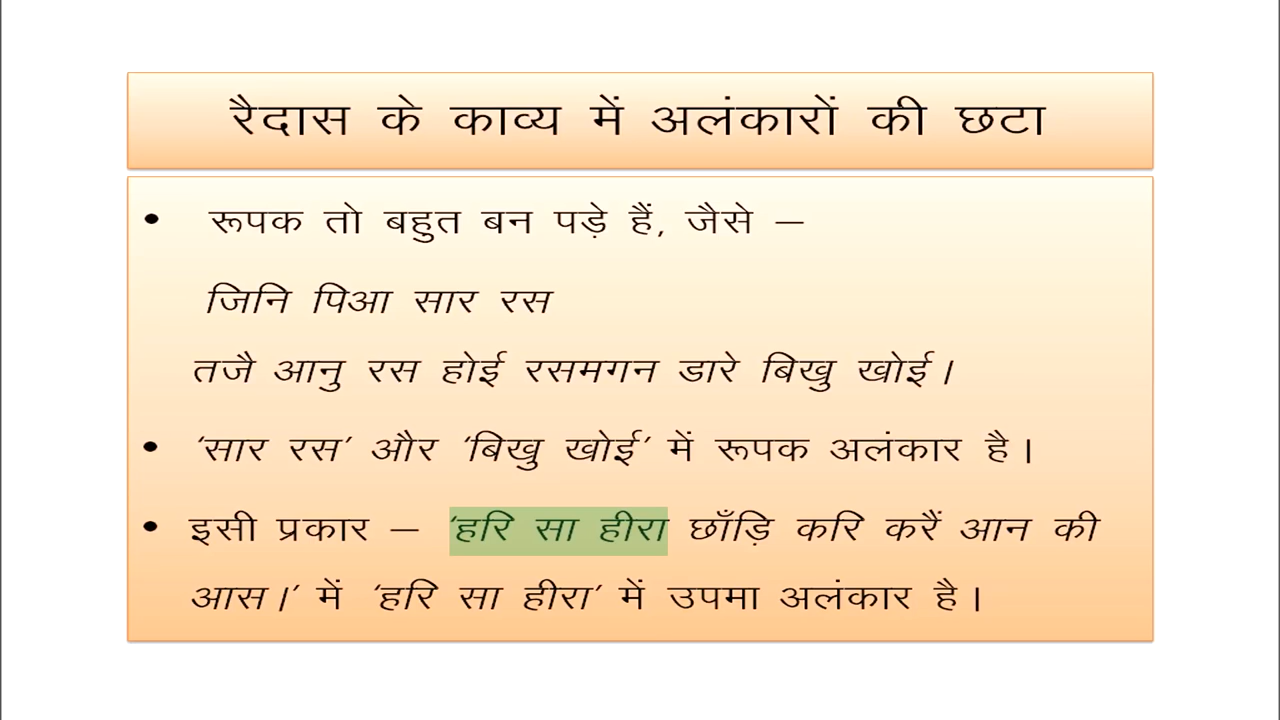 रैदास के काव्य में अलंकारों की छटा
• रूपक तो बहुत बन पड़े हैं, जैसे –
जिनि पिआ सार रस
तजै आनु रस होई रसमगन डारे बिखु खोई।
• ‘सार रस’ और ‘बिखु खोई’ में रूपक अलंकार है।
• इसी प्रकार – ‘हरि सा हीरा छाँड़ि करि करैं आन की
आस।’ में ‘हरि सा हीरा’ में उपमा अलंकार है।